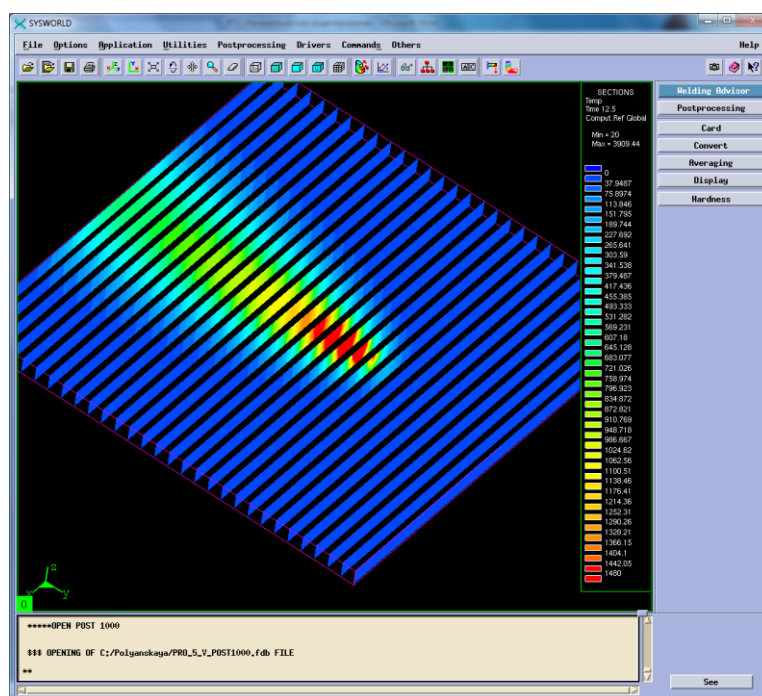 SYSWORLD
File Options Application Utilities Postprocessing Drivers Commands Others Help
ABC
SECTIONS
Temp
Time 12.5
Comput.Ref Global
Min = 20
Max = 3909.44
0
37.9487
75.8974
113.846
151.795
189.744
227.692
265.641
303.59
341.538
379.487
417.436
455.385
493.333
531.282
569.231
607.18
645.128
683.077
721.026
758.974
796.923
834.872
872.821
910.769
948.718
986.667
1024.62
1062.56
1100.51
1138.46
1176.41
1214.36
1252.31
1290.26
1328.21
1366.15
1404.1
1442.05
1480
Welding Advisor
Postprocessing
Card
Convert
Averaging
Display
Hardness
z
x
y
0
*****OPEN POST 1000
$$$ OPENING OF C:/Polyanskaya/PRO_5_V_POST1000.fdb FILE
**
See